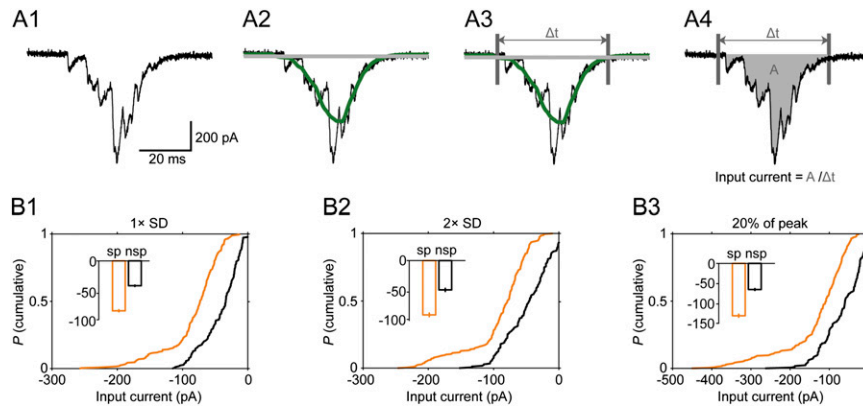 A1
A2
A3
A4
Δt
Δt
A
200 pA
20 ms
Input current = A /Δt
B1
B2
B3
1× SD
2× SD
20% of peak
P (cumulative)
1
0.5
0
sp nsp
0
-50
-100
-300
-200
-100
0
Input current (pA)
P (cumulative)
1
0.5
0
sp nsp
0
-50
-100
-300
-200
-100
0
Input current (pA)
P (cumulative)
1
0.5
0
sp nsp
0
-50
-100
-150
-400
-300
-200
-100
Input current (pA)